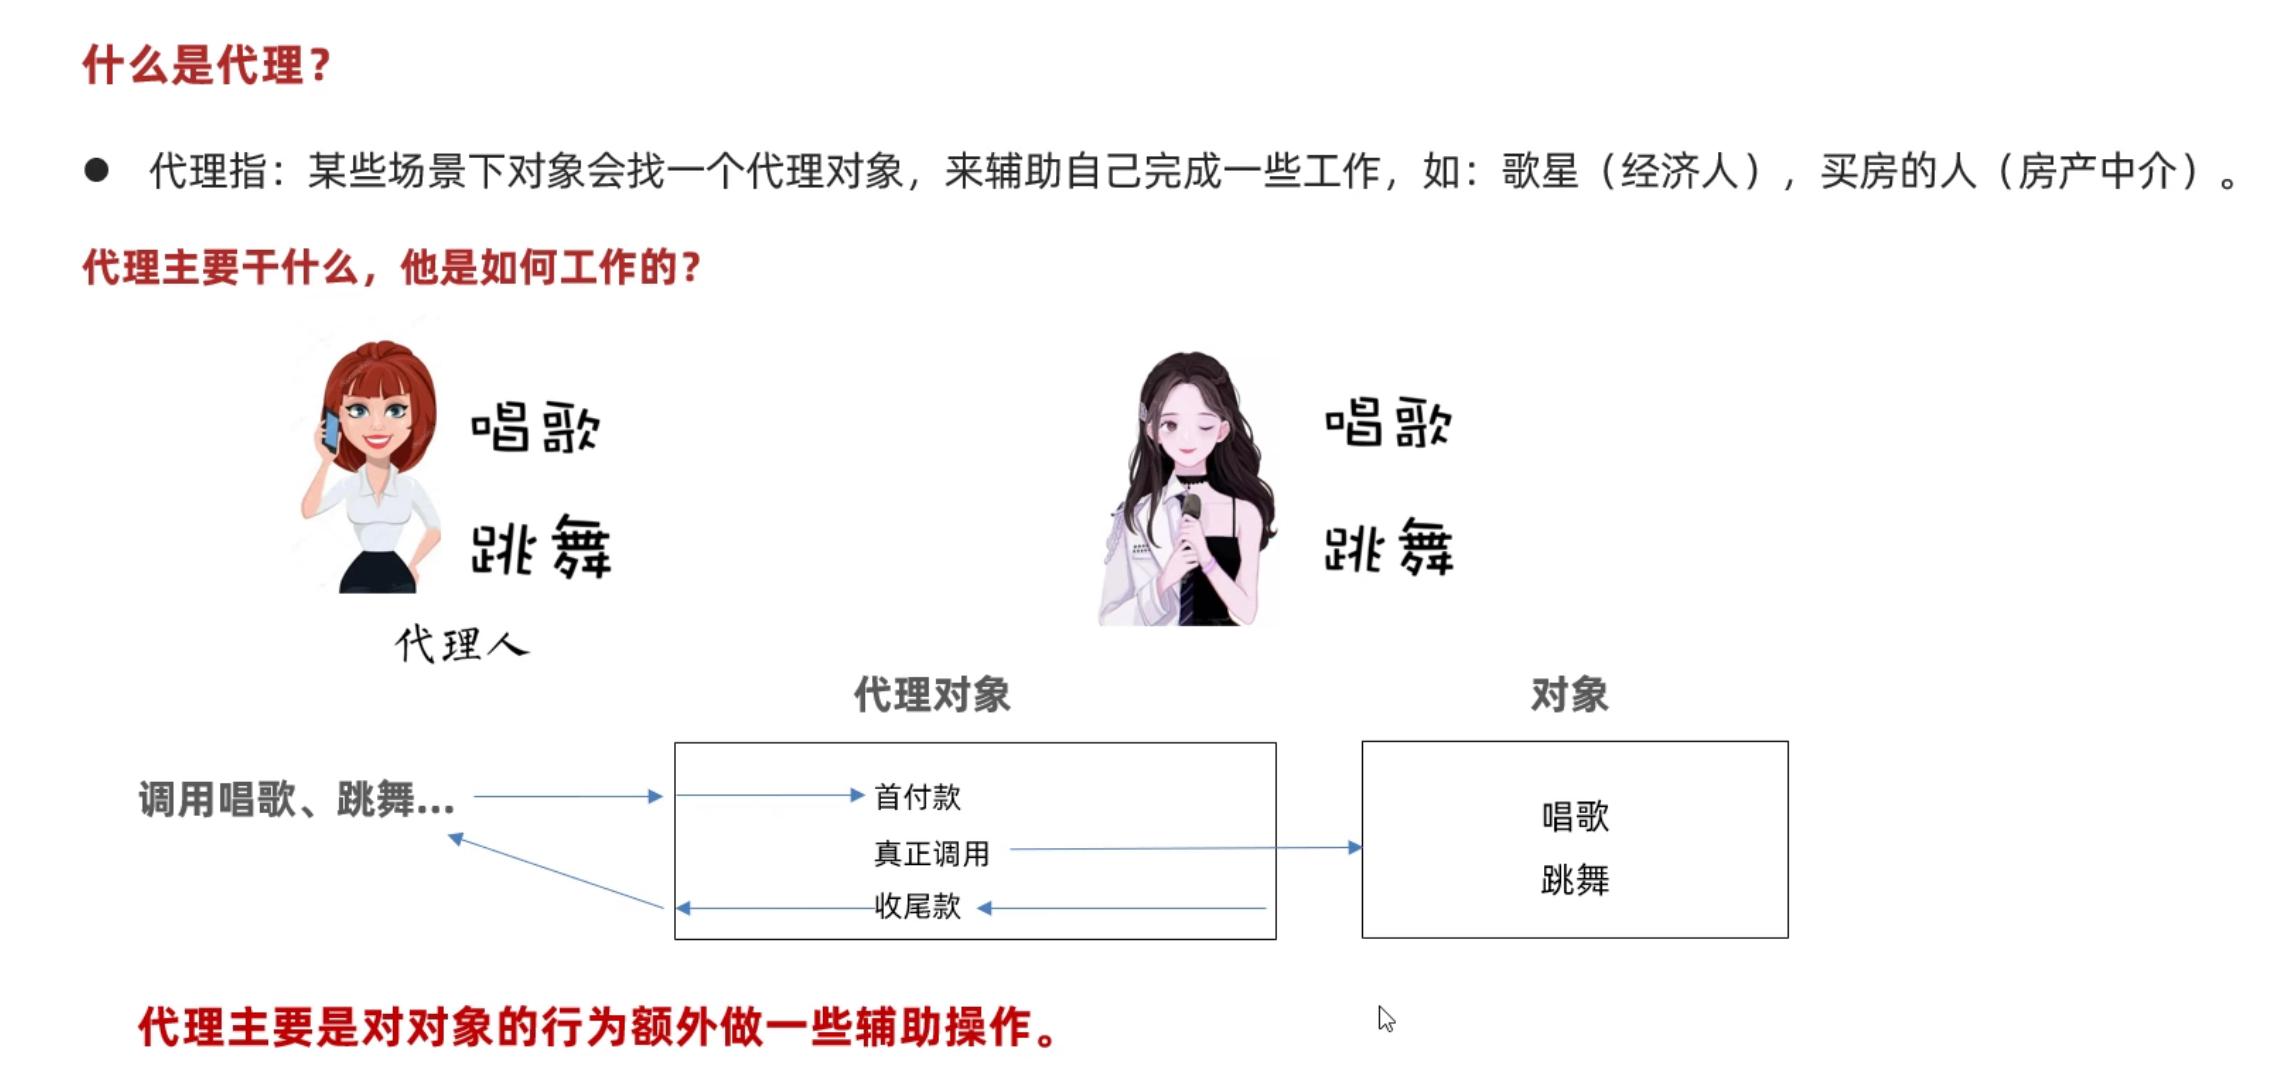 什么是代理？
● 代理指：某些场景下对象会找一个代理对象，来辅助自己完成一些工作，如：歌星（经济人），买房的人（房产中介）。
代理主要干什么，他是如何工作的？
唱歌
唱歌
跳舞
跳舞
代理人
代理对象
对象
调用唱歌、跳舞...
首付款
真正调用
收尾款
唱歌
跳舞
代理主要是对对象的行为额外做一些辅助操作。